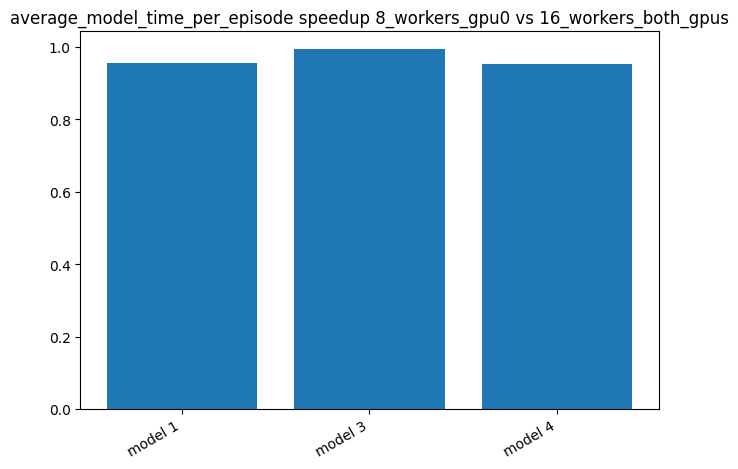 average_model_time_per_episode speedup 8_workers_gpu0 vs 16_workers_both_gpus
1.0
0.8
0.6
0.4
0.2
0.0
model 1
model 3
model 4